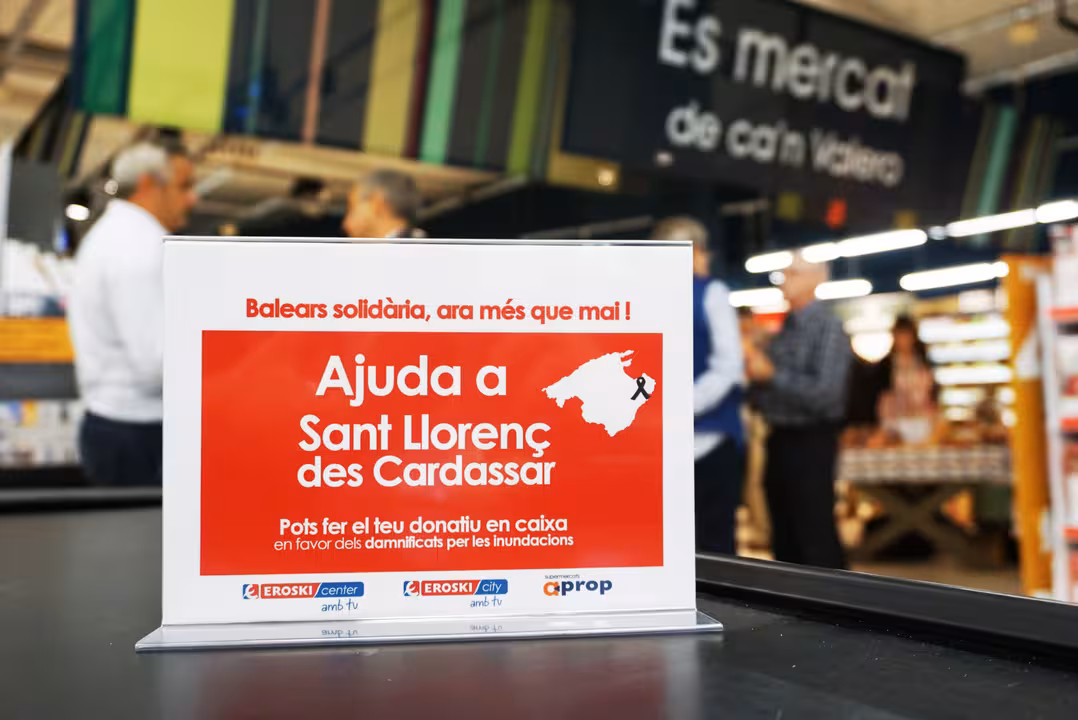 Es mercat
de ca'n Valero
Balears solidària, ara més que mai !
Ajuda a
Sant Llorenç
des Cardassar
Pots fer el teu donatiu en caixa
en favor dels damnificats per les inundacions
EROSKI/center
amb tu
EROSKI/city
amb tu
supermercats
aprop